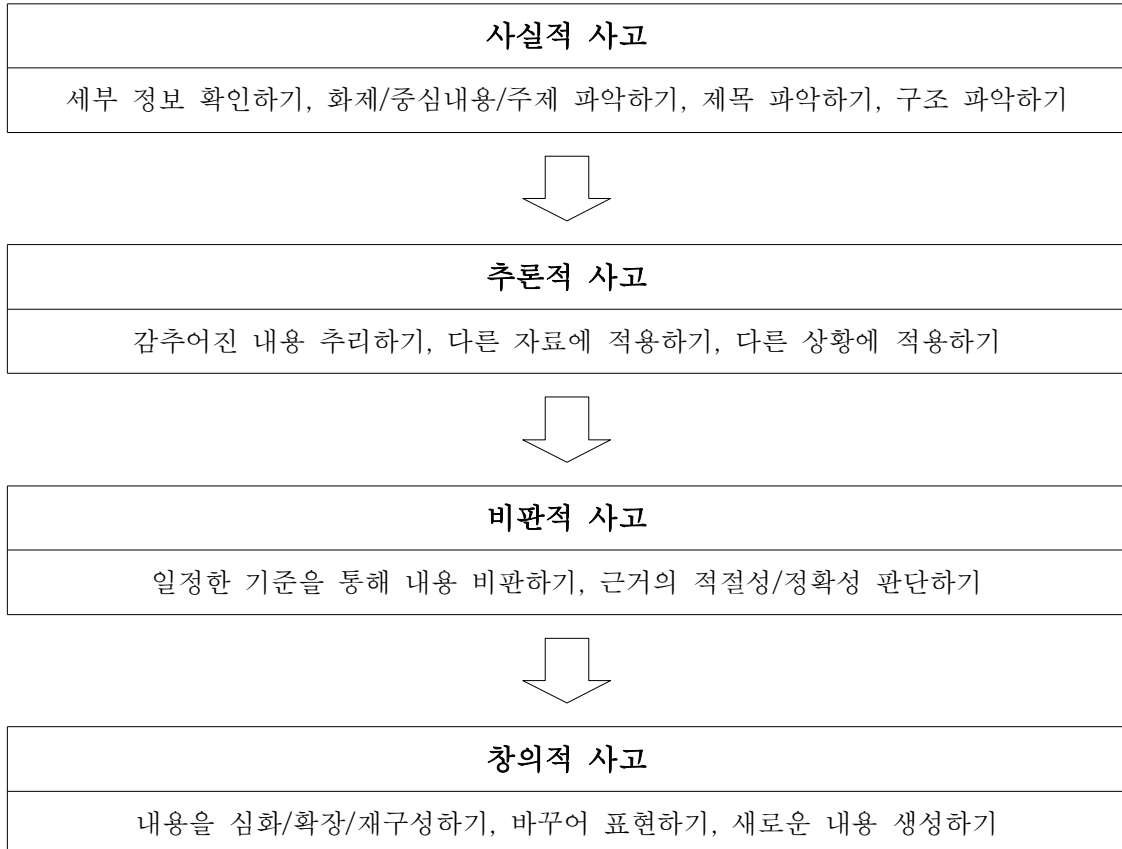 사실적 사고
세부 정보 확인하기, 화제/중심내용/주제 파악하기, 제목 파악하기, 구조 파악하기
추론적 사고
감추어진 내용 추리하기, 다른 자료에 적용하기, 다른 상황에 적용하기
비판적 사고
일정한 기준을 통해 내용 비판하기, 근거의 적절성/정확성 판단하기
창의적 사고
내용을 심화/확장/재구성하기, 바꾸어 표현하기, 새로운 내용 생성하기